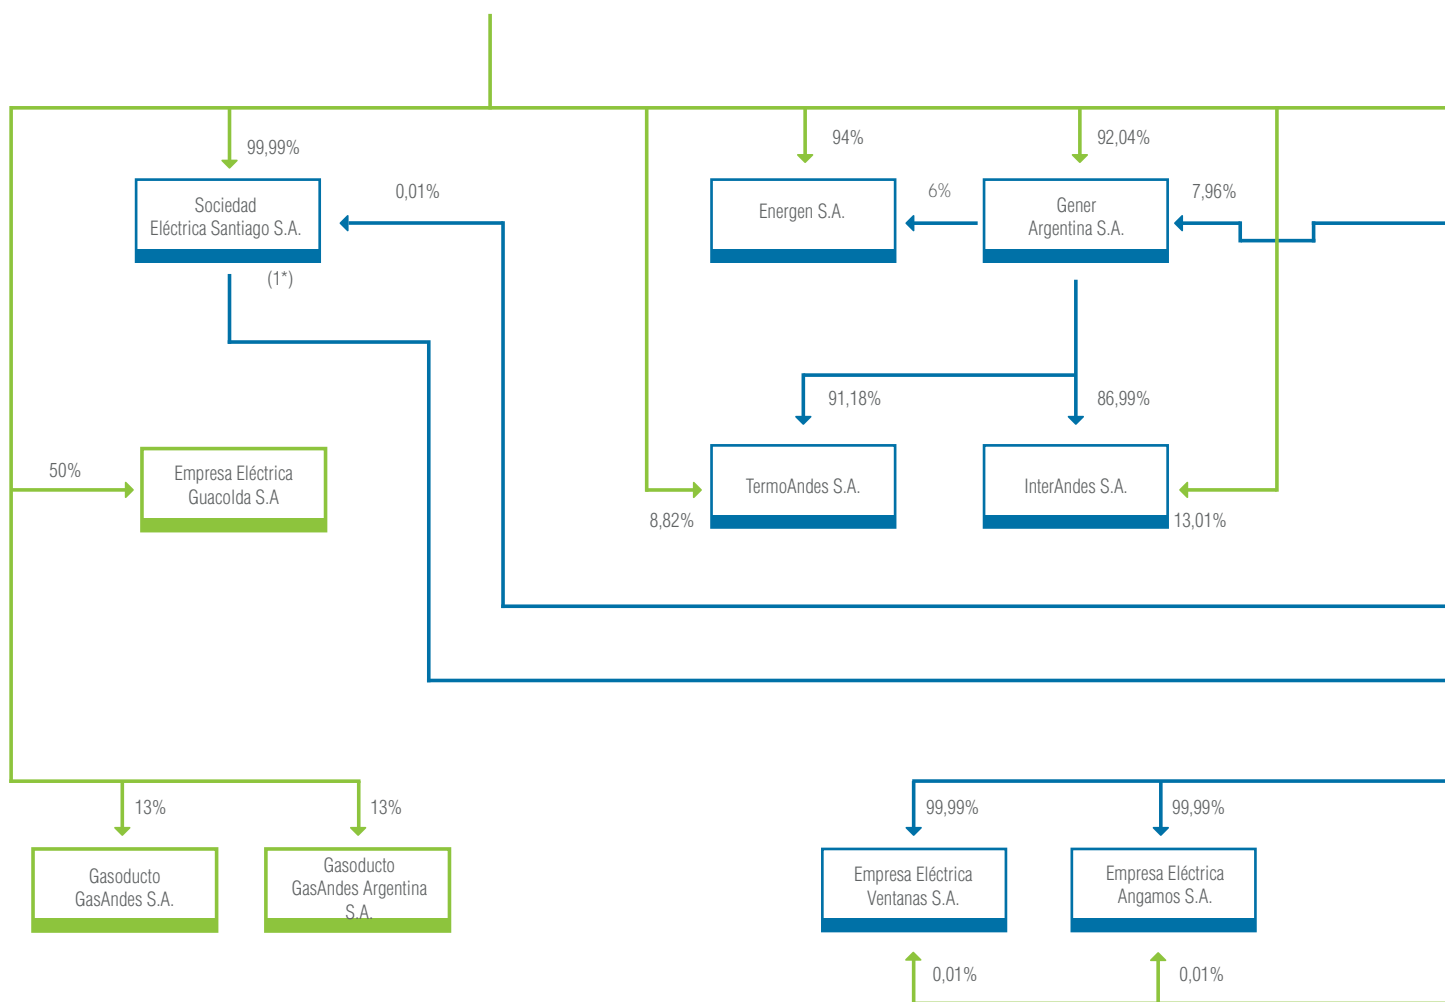 99,99%
94%
92,04%
Sociedad
Eléctrica Santiago S.A.
0,01%
Energen S.A.
6%
Gener
Argentina S.A.
7,96%
(1*)
91,18%
86,99%
50%
Empresa Eléctrica
Guacolda S.A
TermoAndes S.A.
InterAndes S.A.
8,82%
13,01%
13%
13%
99,99%
99,99%
Gasoducto
GasAndes S.A.
Gasoducto
GasAndes Argentina
S.A.
Empresa Eléctrica
Ventanas S.A.
Empresa Eléctrica
Angamos S.A.
0,01%
0,01%